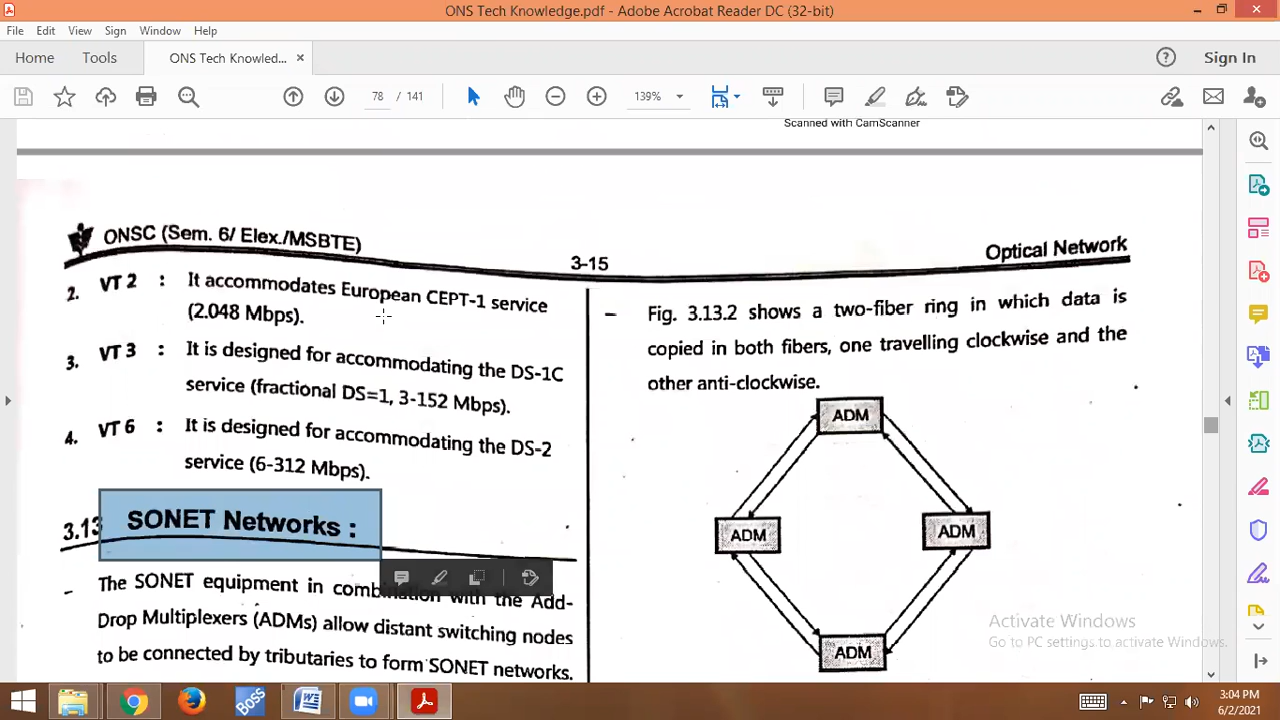 ONS Tech Knowledge.pdf - Adobe Acrobat Reader DC (32-bit)
File Edit View Sign Window Help
Home Tools ONS Tech Knowled... × Sign In
78 / 141 139%
Scanned with CamScanner
ONSC (Sem. 6/ Elex./MSBTE) 3-15 Optical Network
2. VT 2 : It accommodates European CEPT-1 service
(2.048 Mbps).
3. VT 3 : It is designed for accommodating the DS-1C
service (fractional DS=1, 3-152 Mbps).
4. VT 6 : It is designed for accommodating the DS-2
service (6-312 Mbps).
3.13 SONET Networks :
- The SONET equipment in combination with the Add-
Drop Multiplexers (ADMs) allow distant switching nodes
to be connected by tributaries to form SONET networks.
- Fig. 3.13.2 shows a two-fiber ring in which data is
copied in both fibers, one travelling clockwise and the
other anti-clockwise.
ADM
ADM
ADM
ADM
Activate Windows
Go to PC settings to activate Windows.
BOSS
3:04 PM
6/2/2021